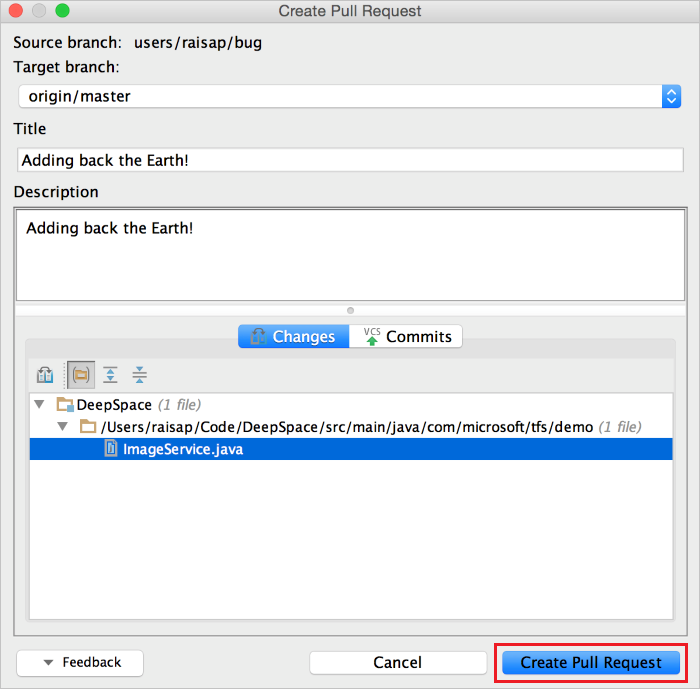 Create Pull Request
Source branch: users/raisap/bug
Target branch:
origin/master
Title
Adding back the Earth!
Description
Adding back the Earth!
Changes
VCS Commits
DeepSpace (1 file)
/Users/raisap/Code/DeepSpace/src/main/java/com/microsoft/tfs/demo (1 file)
ImageService.java
Feedback Cancel Create Pull Request